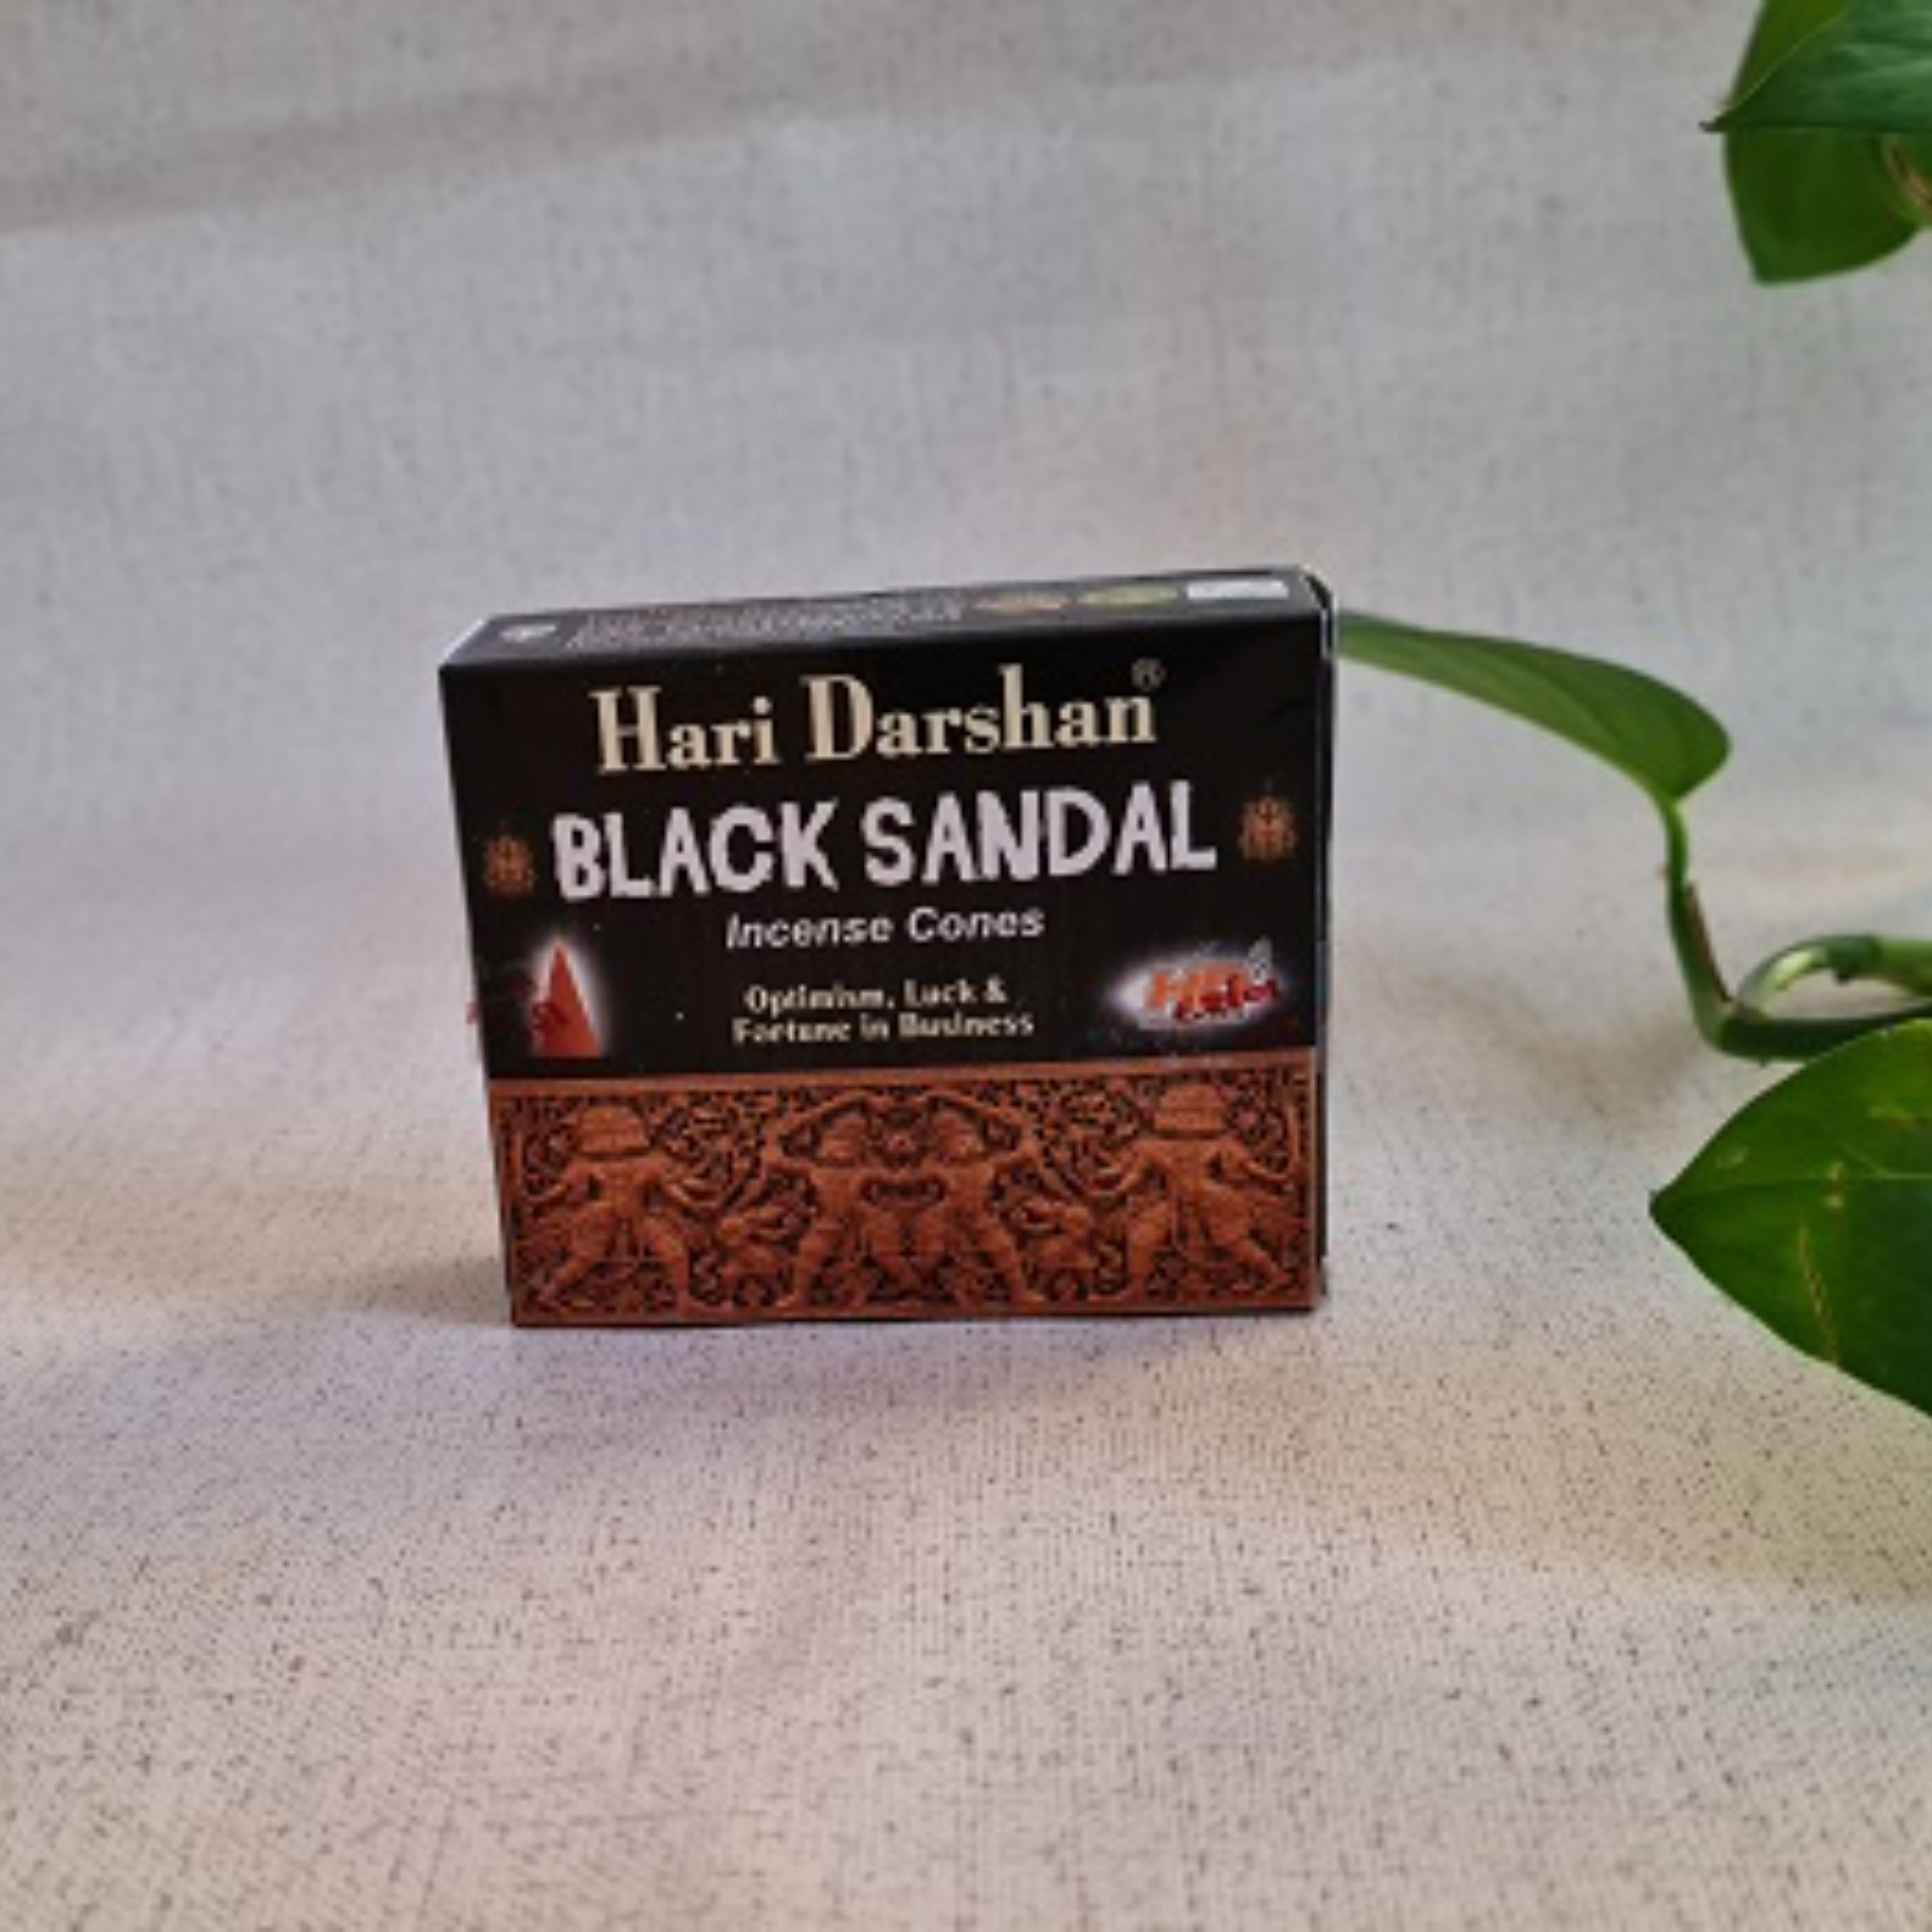 Hari Darshan®
BLACK SANDAL
Incense Cones
Optimism, Luck &
Fortune in Business